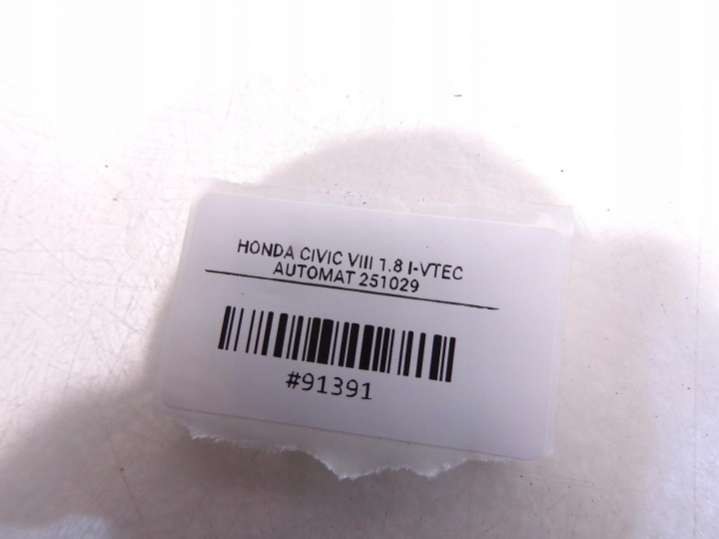 HONDA CIVIC VIII 1.8 I-VTEC
AUTOMAT 251029
#91391